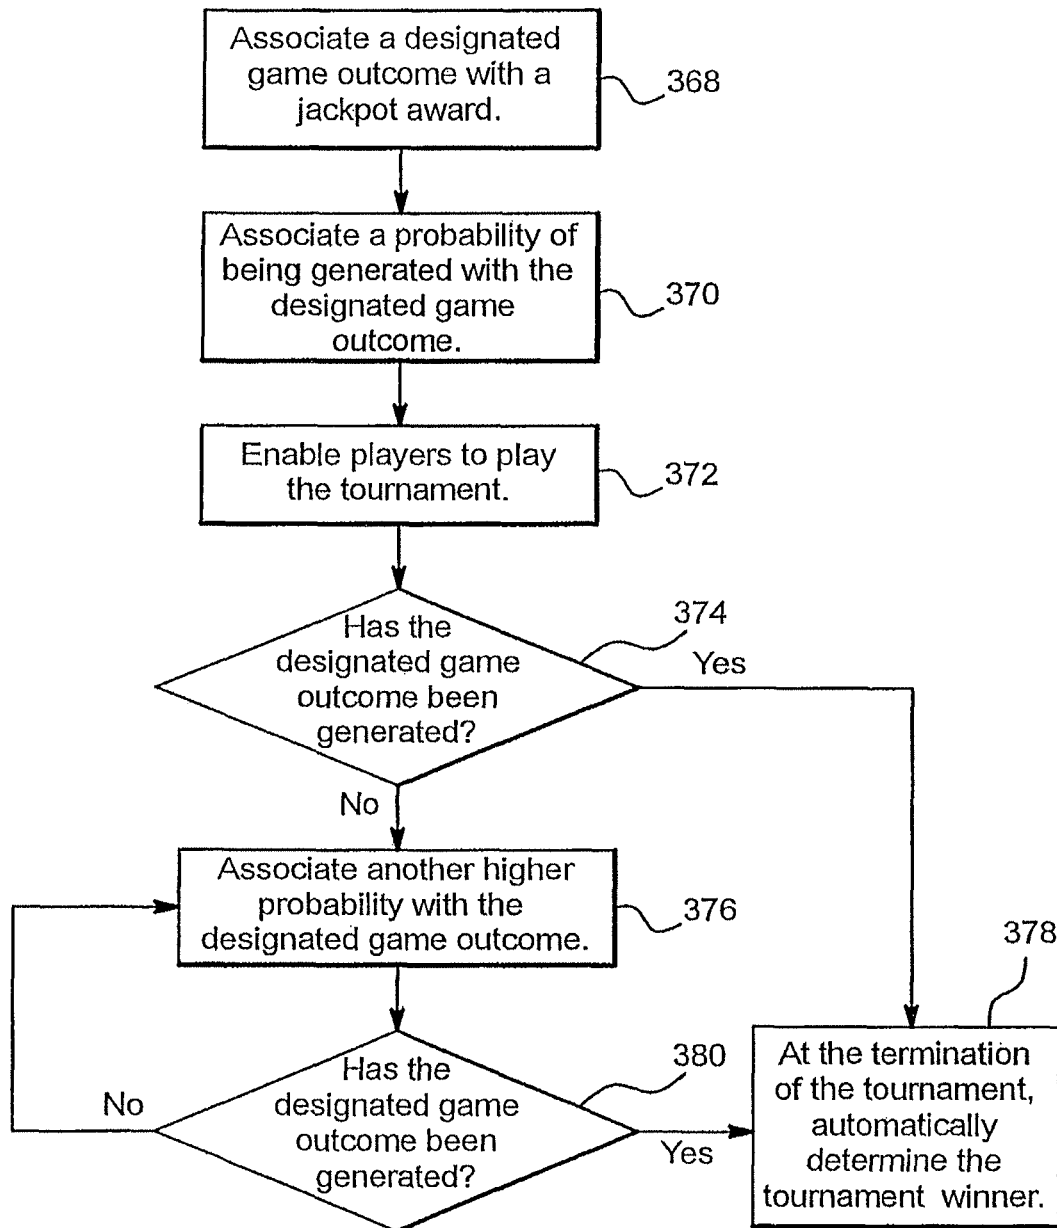 Associate a designated
game outcome with a
jackpot award.
368
Associate a probability of
being generated with the
designated game
outcome.
370
Enable players to play
the tournament.
372
Has the
designated game
outcome been
generated?
374
Yes
No
Associate another higher
probability with the
designated game outcome.
376
Has the
designated game
outcome been
generated?
380
No
Yes
378
At the termination
of the tournament,
automatically
determine the
tournament winner.